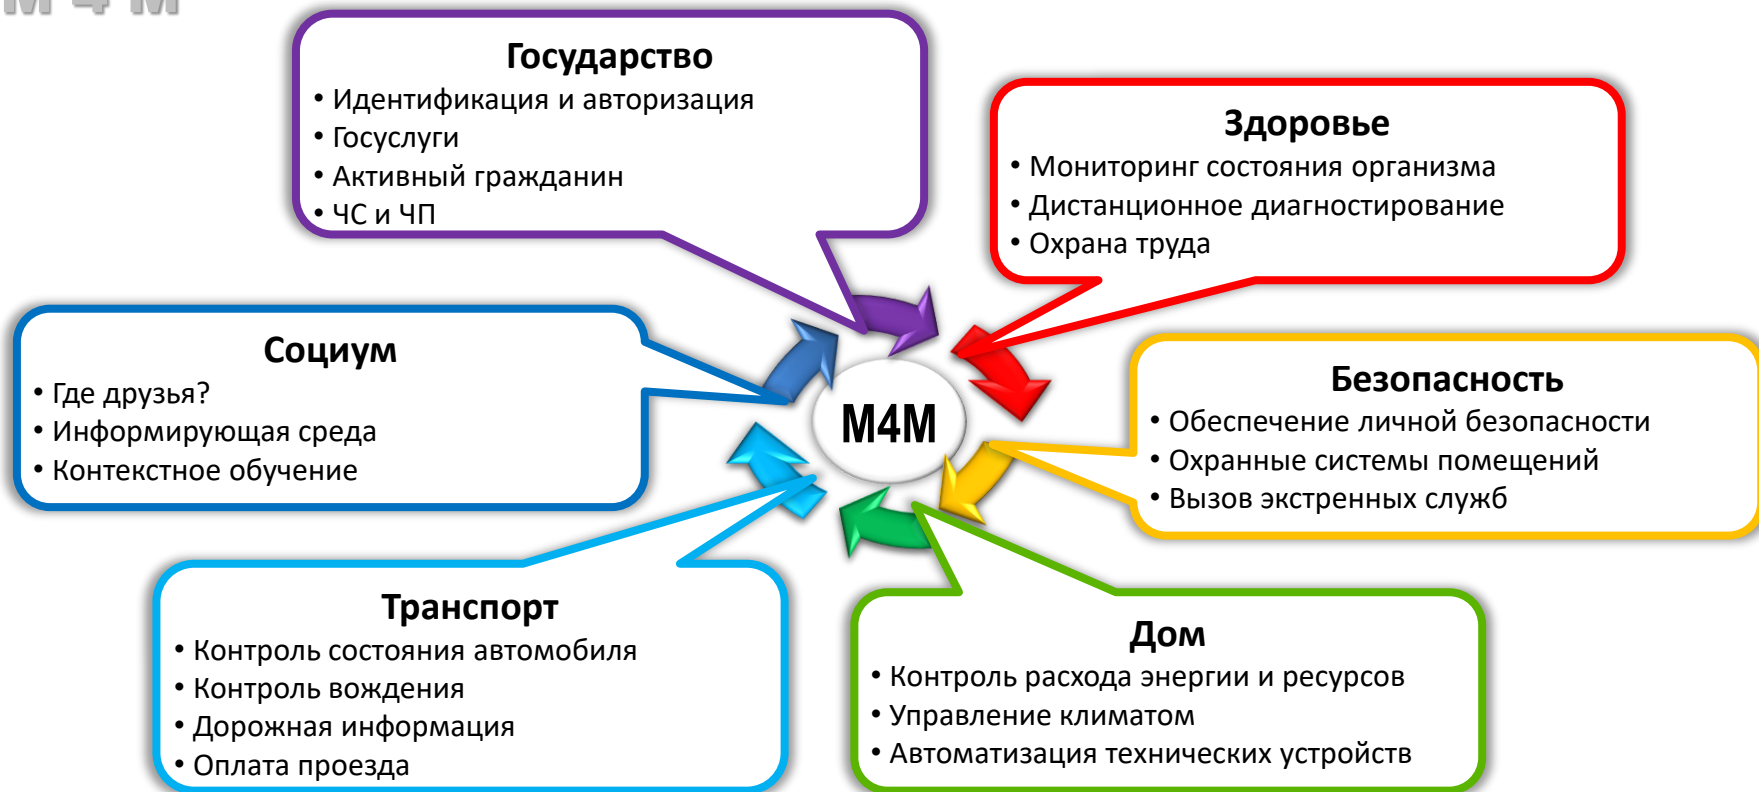 М 4 М
Государство
• Идентификация и авторизация
• Госуслуги
• Активный гражданин
• ЧС и ЧП
Здоровье
• Мониторинг состояния организма
• Дистанционное диагностирование
• Охрана труда
Социум
• Где друзья?
• Информирующая среда
• Контекстное обучение
М4М
Безопасность
• Обеспечение личной безопасности
• Охранные системы помещений
• Вызов экстренных служб
Транспорт
• Контроль состояния автомобиля
• Контроль вождения
• Дорожная информация
• Оплата проезда
Дом
• Контроль расхода энергии и ресурсов
• Управление климатом
• Автоматизация технических устройств